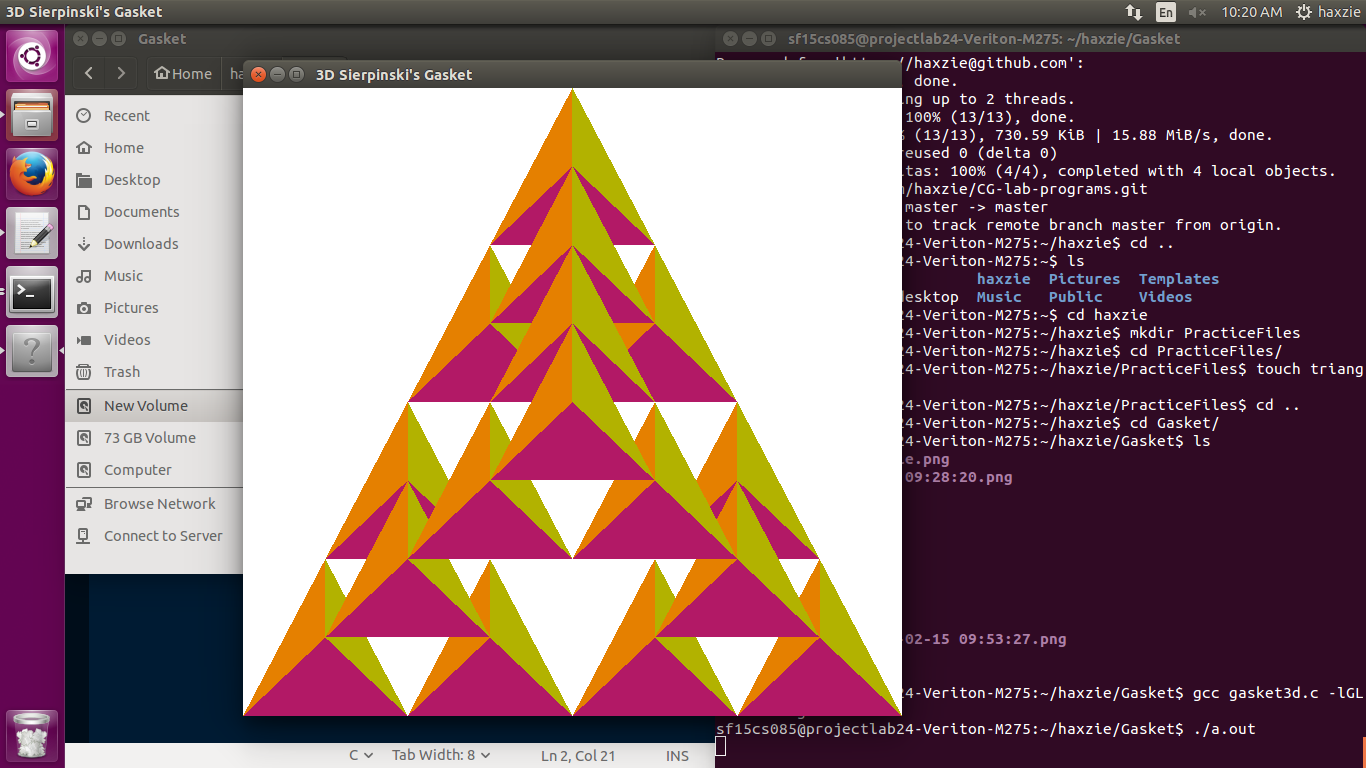 3D Sierpinski's Gasket
En
10:20 AM
haxzie
Gasket
Home
ha
Recent
Home
Desktop
Documents
Downloads
Music
Pictures
Videos
Trash
New Volume
73 GB Volume
Computer
Browse Network
Connect to Server
3D Sierpinski's Gasket
sf15cs085@projectlab24-Veriton-M275: ~/haxzie/Gasket
//haxzie@github.com':
done.
ng up to 2 threads.
100% (13/13), done.
(13/13), 730.59 KiB | 15.88 MiB/s, done.
reused 0 (delta 0)
ltas: 100% (4/4), completed with 4 local objects.
/haxzie/CG-lab-programs.git
master -> master
to track remote branch master from origin.
24-Veriton-M275:~/haxzie$ cd ..
24-Veriton-M275:~$ ls
haxzie Pictures Templates
desktop Music Public Videos
24-Veriton-M275:~$ cd haxzie
24-Veriton-M275:~/haxzie$ mkdir PracticeFiles
24-Veriton-M275:~/haxzie$ cd PracticeFiles/
24-Veriton-M275:~/haxzie/PracticeFiles$ touch triang
24-Veriton-M275:~/haxzie/PracticeFiles$ cd ..
24-Veriton-M275:~/haxzie$ cd Gasket/
24-Veriton-M275:~/haxzie/Gasket$ ls
e.png
09:28:20.png
02-15 09:53:27.png
24-Veriton-M275:~/haxzie/Gasket$ gcc gasket3d.c -lGL
sf15cs085@projectlab24-Veriton-M275:~/haxzie/Gasket$ ./a.out
C
Tab Width: 8
Ln 2, Col 21
INS